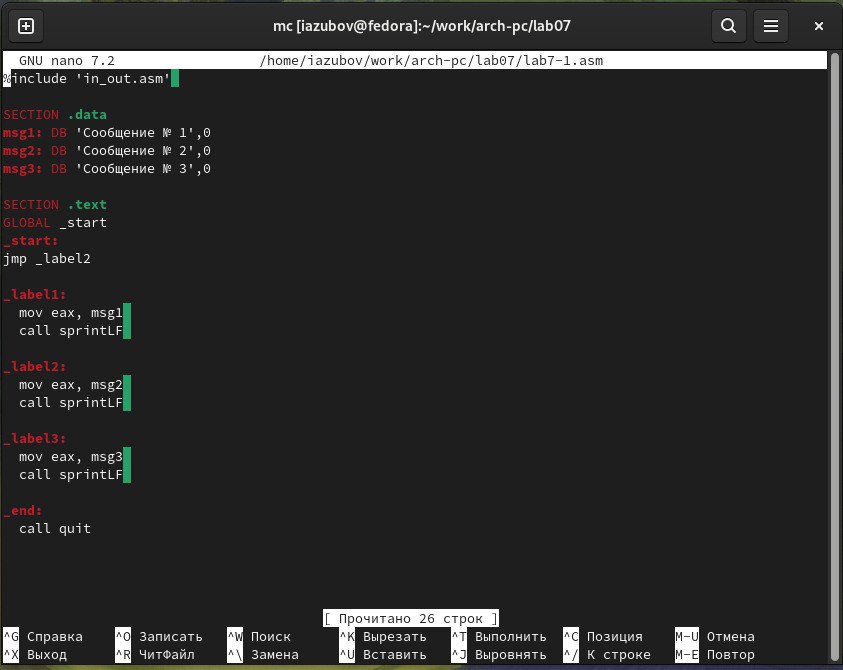 mc [iazubov@fedora]:~/work/arch-pc/lab07
GNU nano 7.2 /home/iazubov/work/arch-pc/lab07/lab7-1.asm
%include 'in_out.asm'
SECTION .data
msg1: DB 'Сообщение № 1',0
msg2: DB 'Сообщение № 2',0
msg3: DB 'Сообщение № 3',0
SECTION .text
GLOBAL _start
_start:
jmp _label2
_label1:
mov eax, msg1
call sprintLF
_label2:
mov eax, msg2
call sprintLF
_label3:
mov eax, msg3
call sprintLF
_end:
call quit
[ Прочитано 26 строк ]
^G Справка ^O Записать ^W Поиск ^K Вырезать ^T Выполнить ^C Позиция M-U Отмена
^X Выход ^R ЧитФайл ^\ Замена ^U Вставить ^J Выровнять ^/ К строке M-E Повтор